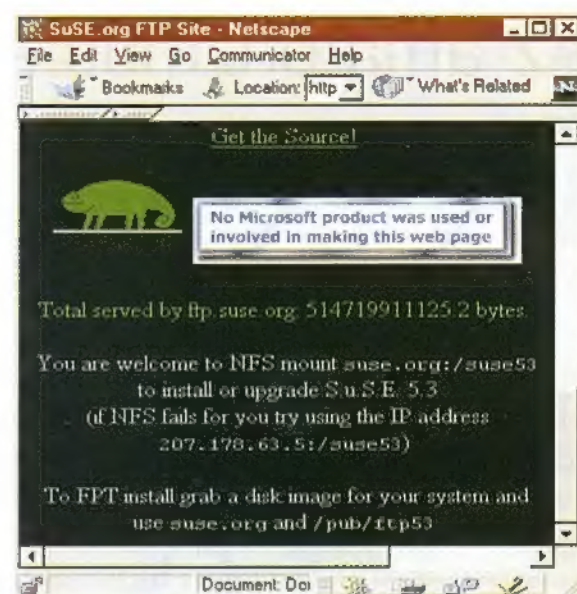 SuSE.org FTP Site - Netscape
File Edit View Go Communicator Help
Bookmarks Location: http What's Related
Get the Source!
No Microsoft product was used or
involved in making this web page
Total served by ftp.suse.org: 514719911125.2 bytes.
You are welcome to NFS mount suse.org:/suse53
to install or upgrade S.u.S.E. 5.3
(if NFS fails for you try using the IP address
207.178.63.5:/suse53)
To FPT install grab a disk image for your system and
use suse.org and /pub/ftp53
Document: Doi